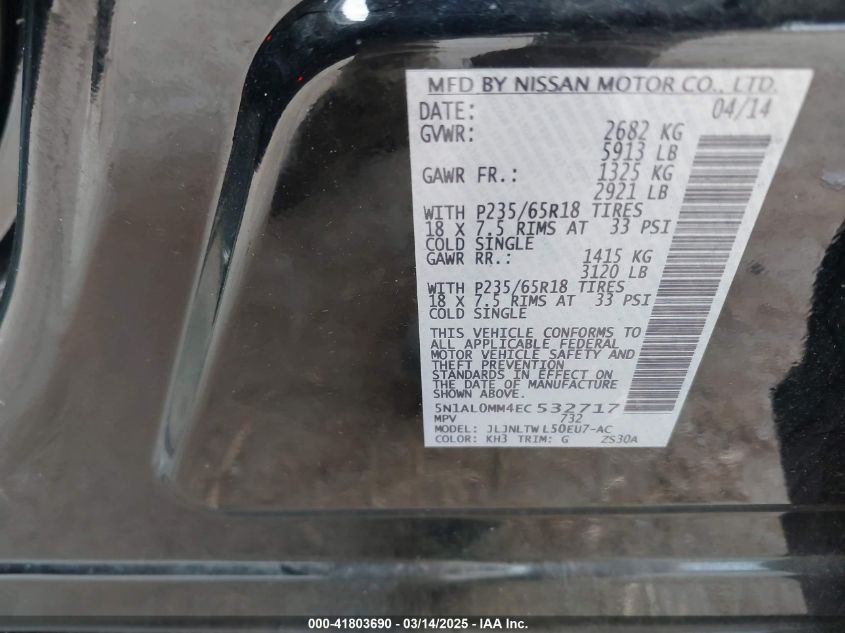 MFD BY NISSAN MOTOR CO., LTD.
DATE: 04/14
GVWR: 2682 KG
5913 LB
GAWR FR.: 1325 KG
2921 LB
WITH P235/65R18 TIRES
18 X 7.5 RIMS AT 33 PSI
COLD SINGLE
GAWR RR.: 1415 KG
3120 LB
WITH P235/65R18 TIRES
18 X 7.5 RIMS AT 33 PSI
COLD SINGLE
THIS VEHICLE CONFORMS TO
ALL APPLICABLE FEDERAL
MOTOR VEHICLE SAFETY AND
THEFT PREVENTION
STANDARDS IN EFFECT ON
THE DATE OF MANUFACTURE
SHOWN ABOVE.
5N1AL0MM4EC532717
MPV 732
MODEL: JLJNLTWL50EU7-AC
COLOR: KH3 TRIM: G ZS30A
000-41803690 - 03/14/2025 - IAA Inc.